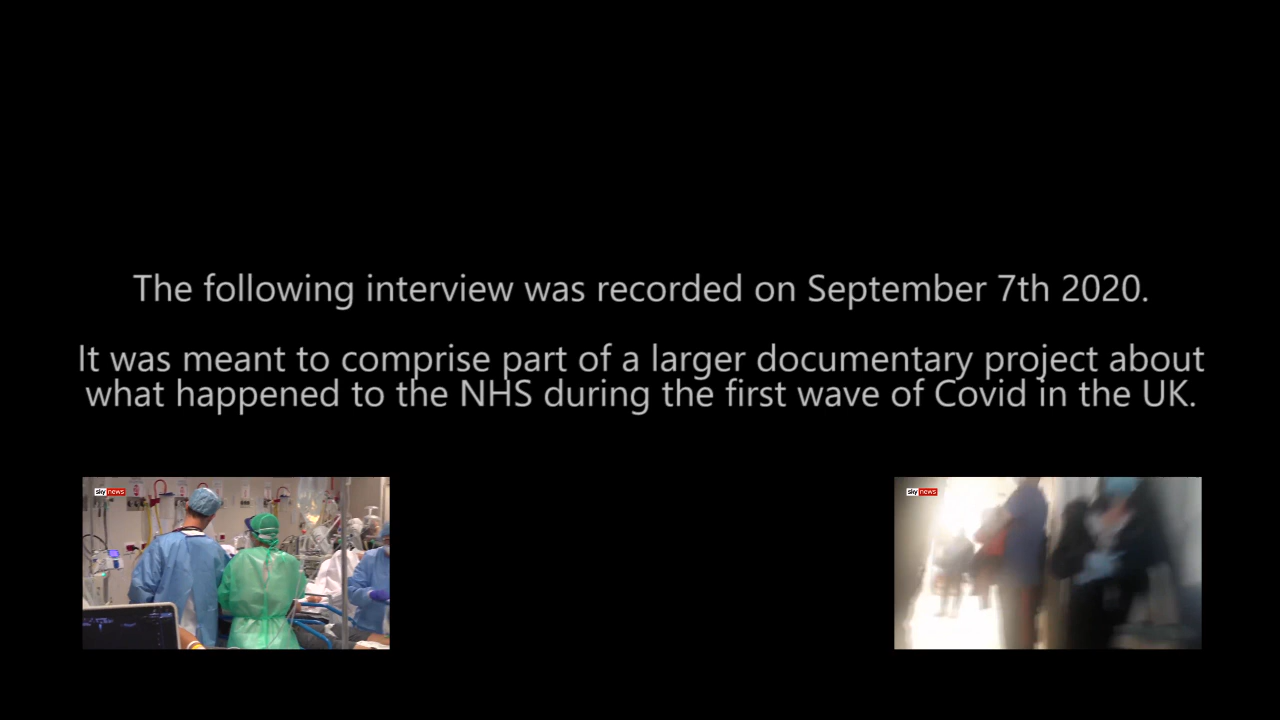 The following interview was recorded on September 7th 2020.
It was meant to comprise part of a larger documentary project about
what happened to the NHS during the first wave of Covid in the UK.
sky news
sky news